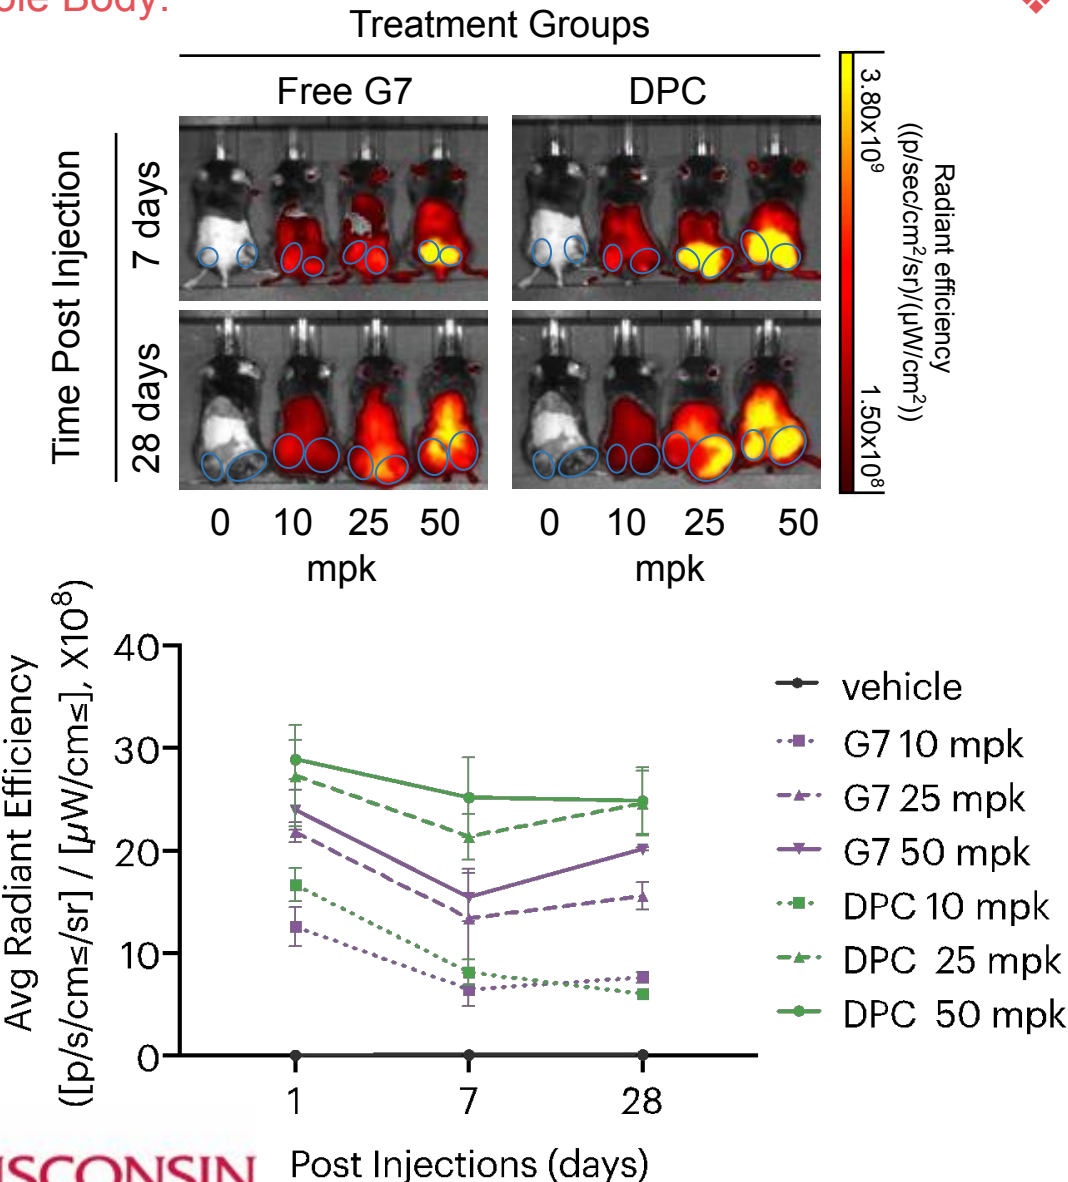 Body:
Treatment Groups
Free G7 DPC
Time Post Injection
7 days
28 days
3.80x10⁹
1.50x10⁸
Radiant efficiency
((p/sec/cm²/sr)/(µW/cm²))
0 10 25 50 0 10 25 50
mpk mpk
Avg Radiant Efficiency
([p/s/cm≤/sr] / [µW/cm≤], X10⁸)
40
30
20
10
0
1 7 28
Post Injections (days)
vehicle
G7 10 mpk
G7 25 mpk
G7 50 mpk
DPC 10 mpk
DPC 25 mpk
DPC 50 mpk